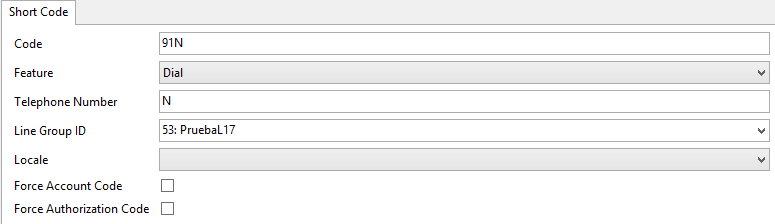 Short Code
Code 91N
Feature Dial
Telephone Number N
Line Group ID 53: PruebaL17
Locale
Force Account Code
Force Authorization Code